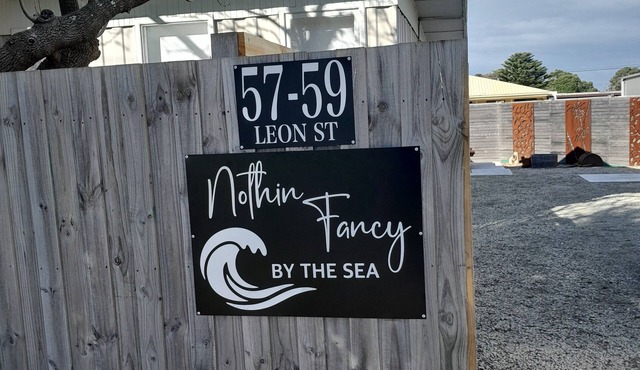 57-59
LEON ST
Nothin
Fancy
BY THE SEA